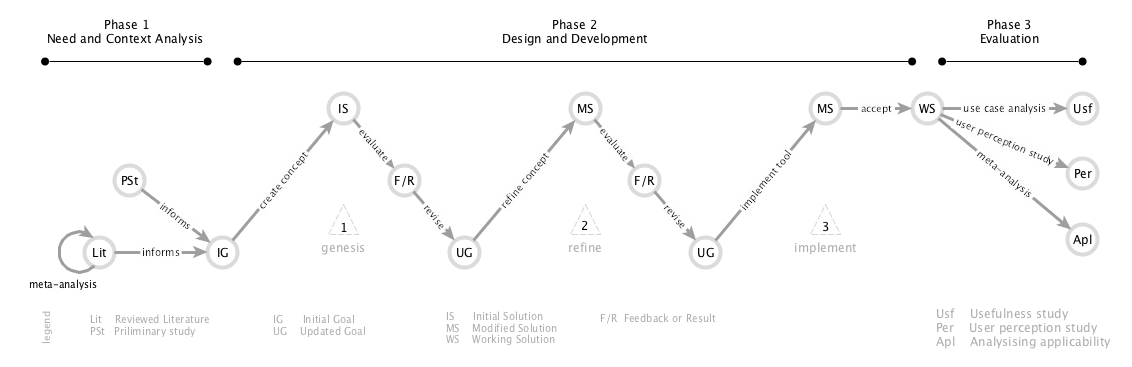 Phase 1
Need and Context Analysis
Phase 2
Design and Development
Phase 3
Evaluation
IS
MS
MS
accept
WS
use case analysis
Usf
evaluate
evaluate
user perception study
PSt
create concept
F/R
refine concept
F/R
implement tool
meta-analysis
Per
informs
revise
revise
1
genesis
2
refine
3
implement
Lit
informs
IG
UG
UG
Apl
meta-analysis
legend
Lit Reviewed Literature
PSt Priliminary study
IG Initial Goal
UG Updated Goal
IS Initial Solution
MS Modified Solution
WS Working Solution
F/R Feedback or Result
Usf Usefulness study
Per User perception study
Apl Analysising applicability